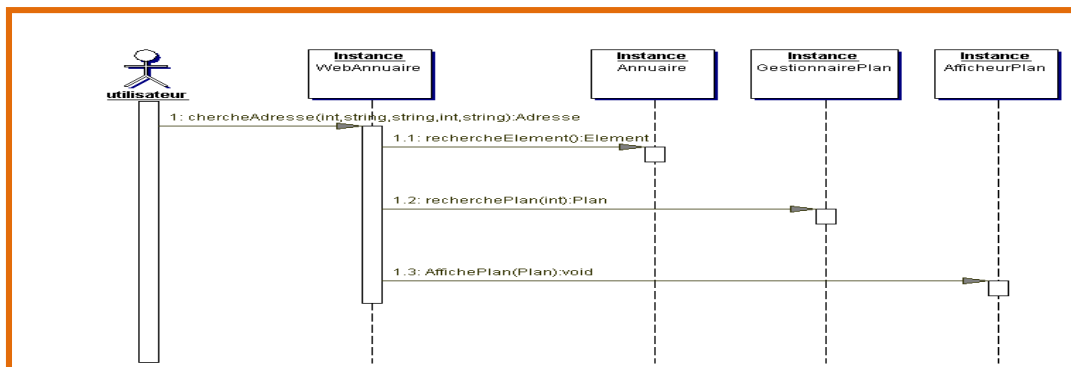 Instance
WebAnnuaire
Instance
Annuaire
Instance
GestionnairePlan
Instance
AfficheurPlan
utilisateur
1: chercheAdresse(int,string,string,int,string):Adresse
1.1: rechercheElement():Element
1.2: recherchePlan(int):Plan
1.3: AffichePlan(Plan):void